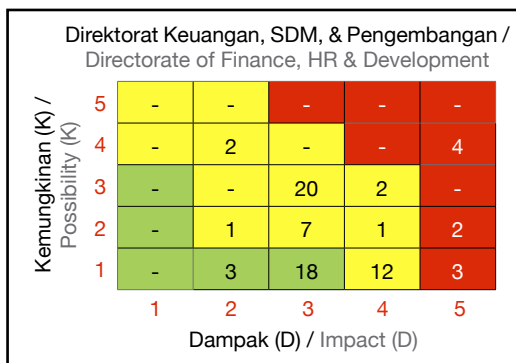 Direktorat Keuangan, SDM, & Pengembangan /
Directorate of Finance, HR & Development
Kemungkinan (K) /
Possibility (K)
5 - - - - -
4 - 2 - - 4
3 - - 20 2 -
2 - 1 7 1 2
1 - 3 18 12 3
1 2 3 4 5
Dampak (D) / Impact (D)